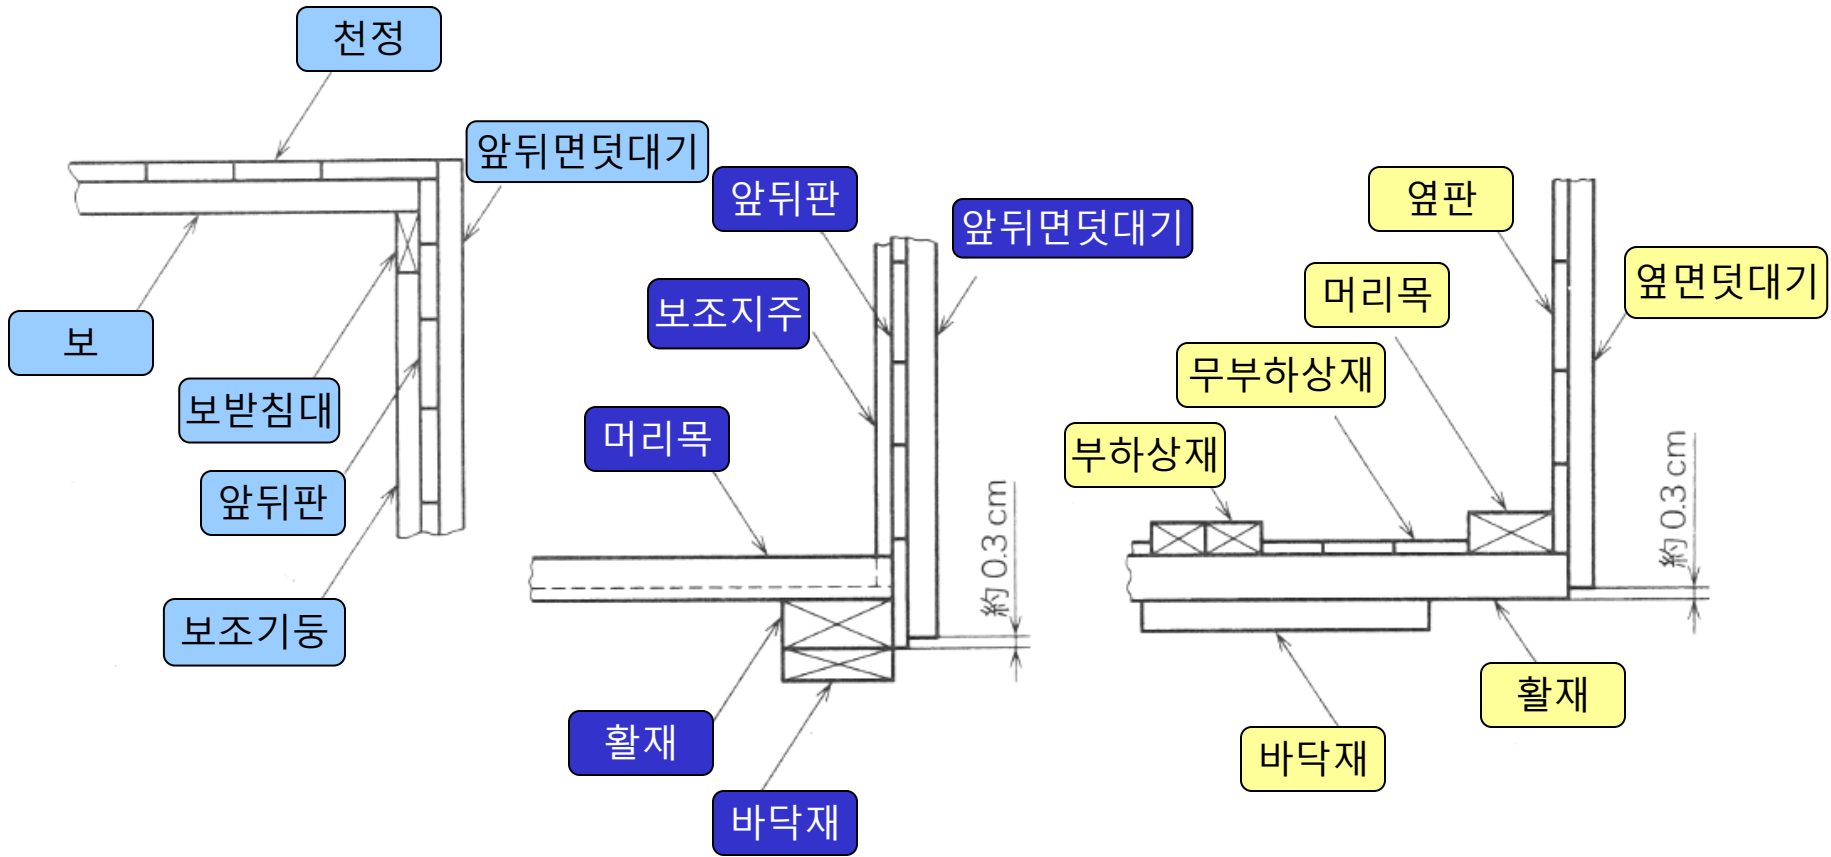 천정
앞뒤면덧대기
보
보받침대
앞뒤판
보조기둥
앞뒤판
앞뒤면덧대기
보조지주
머리목
約 0.3 cm
활재
바닥재
옆판
옆면덧대기
머리목
무부하상재
부하상재
約 0.3 cm
활재
바닥재